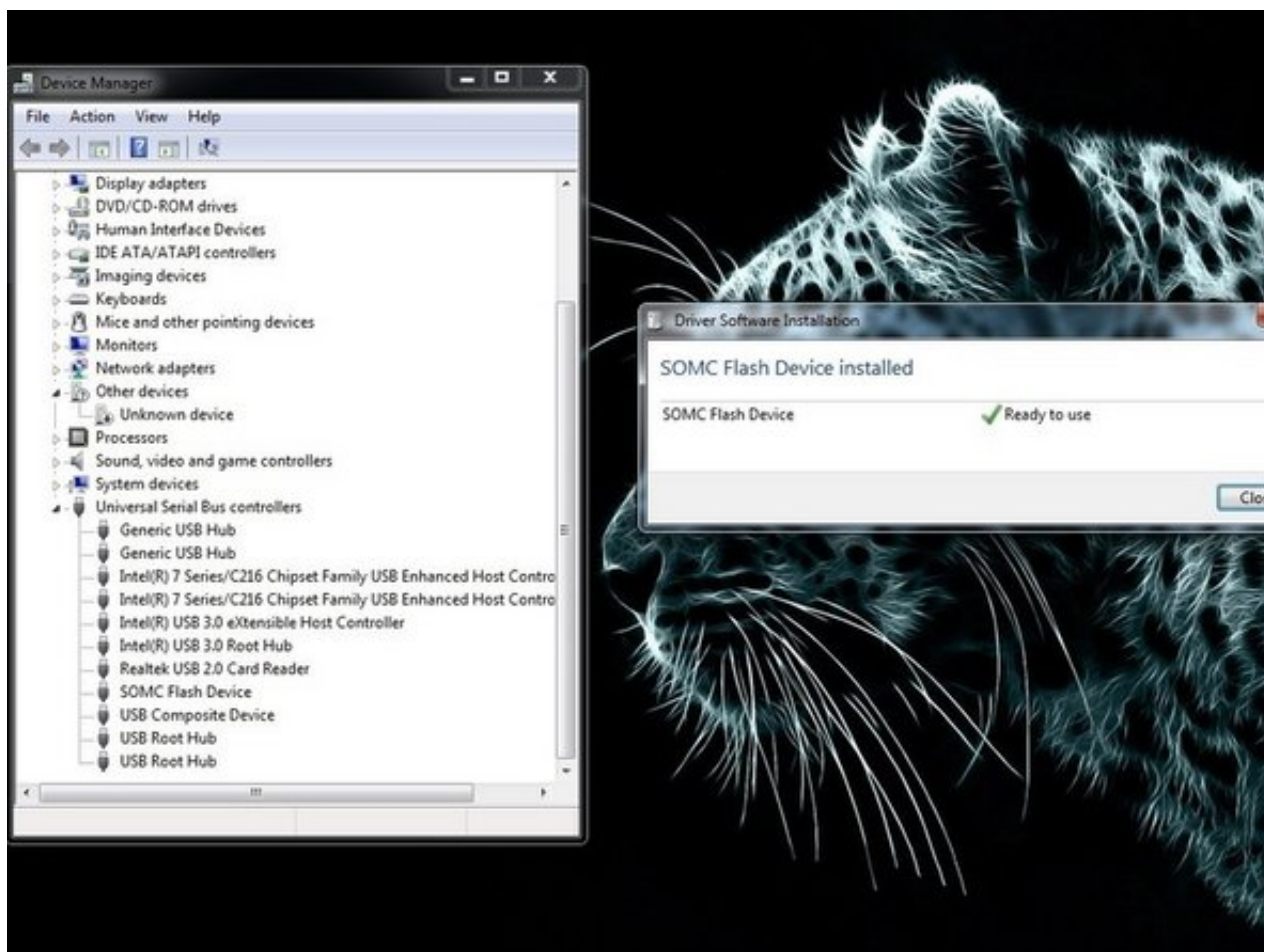 Device Manager
File Action View Help
Display adapters
DVD/CD-ROM drives
Human Interface Devices
IDE ATA/ATAPI controllers
Imaging devices
Keyboards
Mice and other pointing devices
Monitors
Network adapters
Other devices
Unknown device
Processors
Sound, video and game controllers
System devices
Universal Serial Bus controllers
Generic USB Hub
Generic USB Hub
Intel(R) 7 Series/C216 Chipset Family USB Enhanced Host Contro
Intel(R) 7 Series/C216 Chipset Family USB Enhanced Host Contro
Intel(R) USB 3.0 eXtensible Host Controller
Intel(R) USB 3.0 Root Hub
Realtek USB 2.0 Card Reader
SOMC Flash Device
USB Composite Device
USB Root Hub
USB Root Hub
Driver Software Installation
SOMC Flash Device installed
SOMC Flash Device Ready to use
Clo